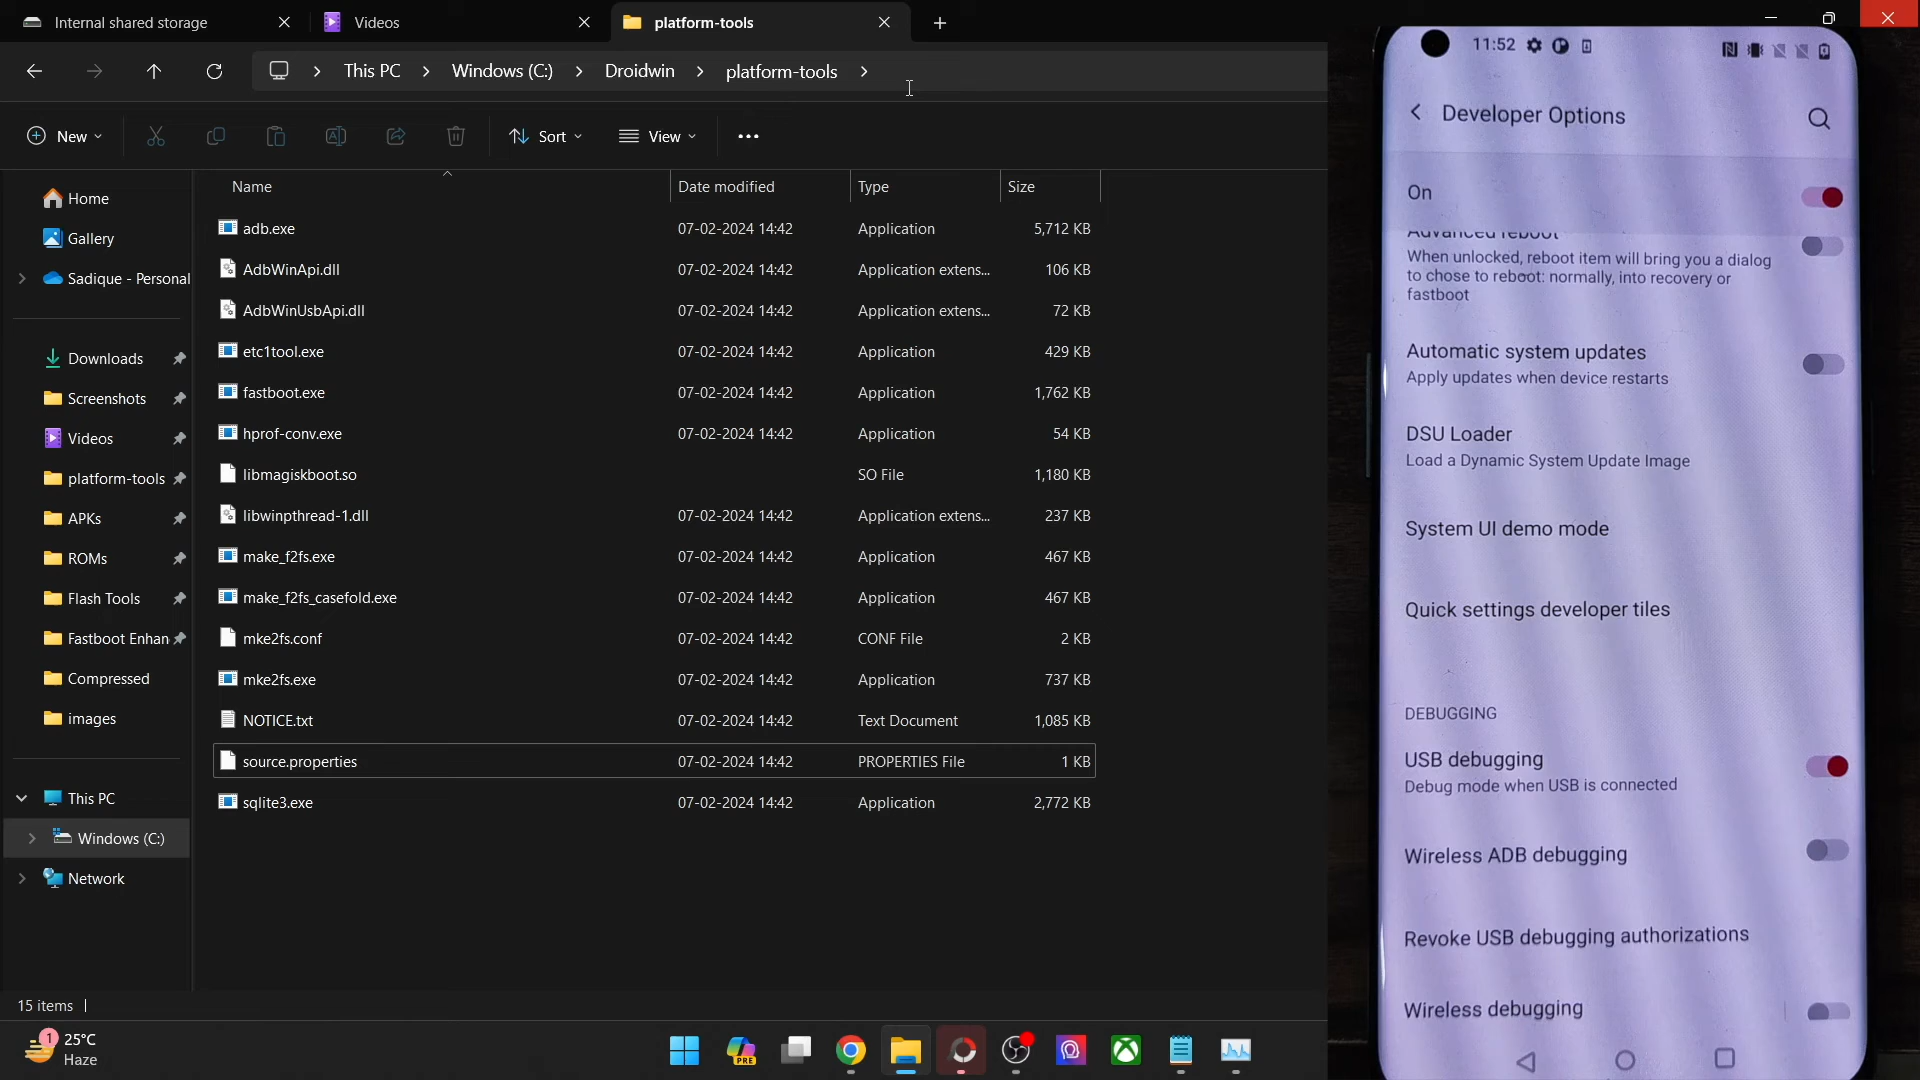 Internal shared storage
Videos
platform-tools
This PC
Windows (C:)
Droidwin
platform-tools
New
Sort
View
Name
Date modified
Type
Size
Home
Gallery
Sadique - Personal
Downloads
Screenshots
Videos
platform-tools
APKs
ROMs
Flash Tools
Fastboot Enhan
Compressed
images
This PC
Windows (C:)
Network
adb.exe 07-02-2024 14:42 Application 5,712 KB
AdbWinApi.dll 07-02-2024 14:42 Application extens... 106 KB
AdbWinUsbApi.dll 07-02-2024 14:42 Application extens... 72 KB
etc1tool.exe 07-02-2024 14:42 Application 429 KB
fastboot.exe 07-02-2024 14:42 Application 1,762 KB
hprof-conv.exe 07-02-2024 14:42 Application 54 KB
libmagiskboot.so SO File 1,180 KB
libwinpthread-1.dll 07-02-2024 14:42 Application extens... 237 KB
make_f2fs.exe 07-02-2024 14:42 Application 467 KB
make_f2fs_casefold.exe 07-02-2024 14:42 Application 467 KB
mke2fs.conf 07-02-2024 14:42 CONF File 2 KB
mke2fs.exe 07-02-2024 14:42 Application 737 KB
NOTICE.txt 07-02-2024 14:42 Text Document 1,085 KB
source.properties 07-02-2024 14:42 PROPERTIES File 1 KB
sqlite3.exe 07-02-2024 14:42 Application 2,772 KB
15 items
1
25°C
Haze
PRE
11:52
Developer Options
On
Advanced reboot
When unlocked, reboot item will bring you a dialog
to chose to reboot: normally, into recovery or
fastboot
Automatic system updates
Apply updates when device restarts
DSU Loader
Load a Dynamic System Update Image
System UI demo mode
Quick settings developer tiles
DEBUGGING
USB debugging
Debug mode when USB is connected
Wireless ADB debugging
Revoke USB debugging authorizations
Wireless debugging